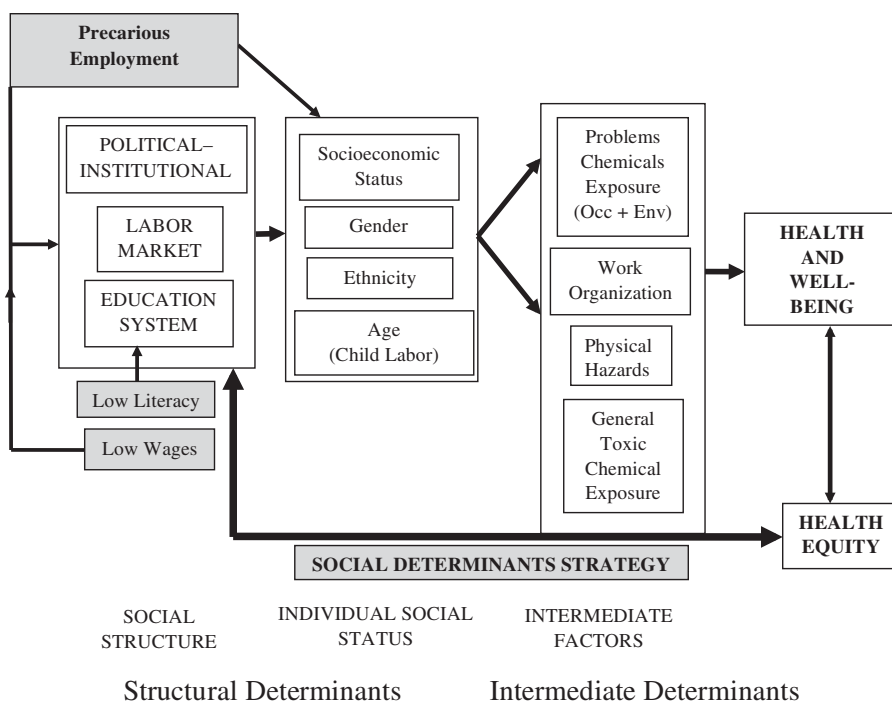 Precarious
Employment
POLITICAL–
INSTITUTIONAL
LABOR
MARKET
EDUCATION
SYSTEM
Low Literacy
Low Wages
Socioeconomic
Status
Gender
Ethnicity
Age
(Child Labor)
Problems
Chemicals
Exposure
(Occ + Env)
Work
Organization
Physical
Hazards
General
Toxic
Chemical
Exposure
HEALTH
AND
WELL-
BEING
HEALTH
EQUITY
SOCIAL DETERMINANTS STRATEGY
SOCIAL
STRUCTURE
INDIVIDUAL SOCIAL
STATUS
INTERMEDIATE
FACTORS
Structural Determinants
Intermediate Determinants